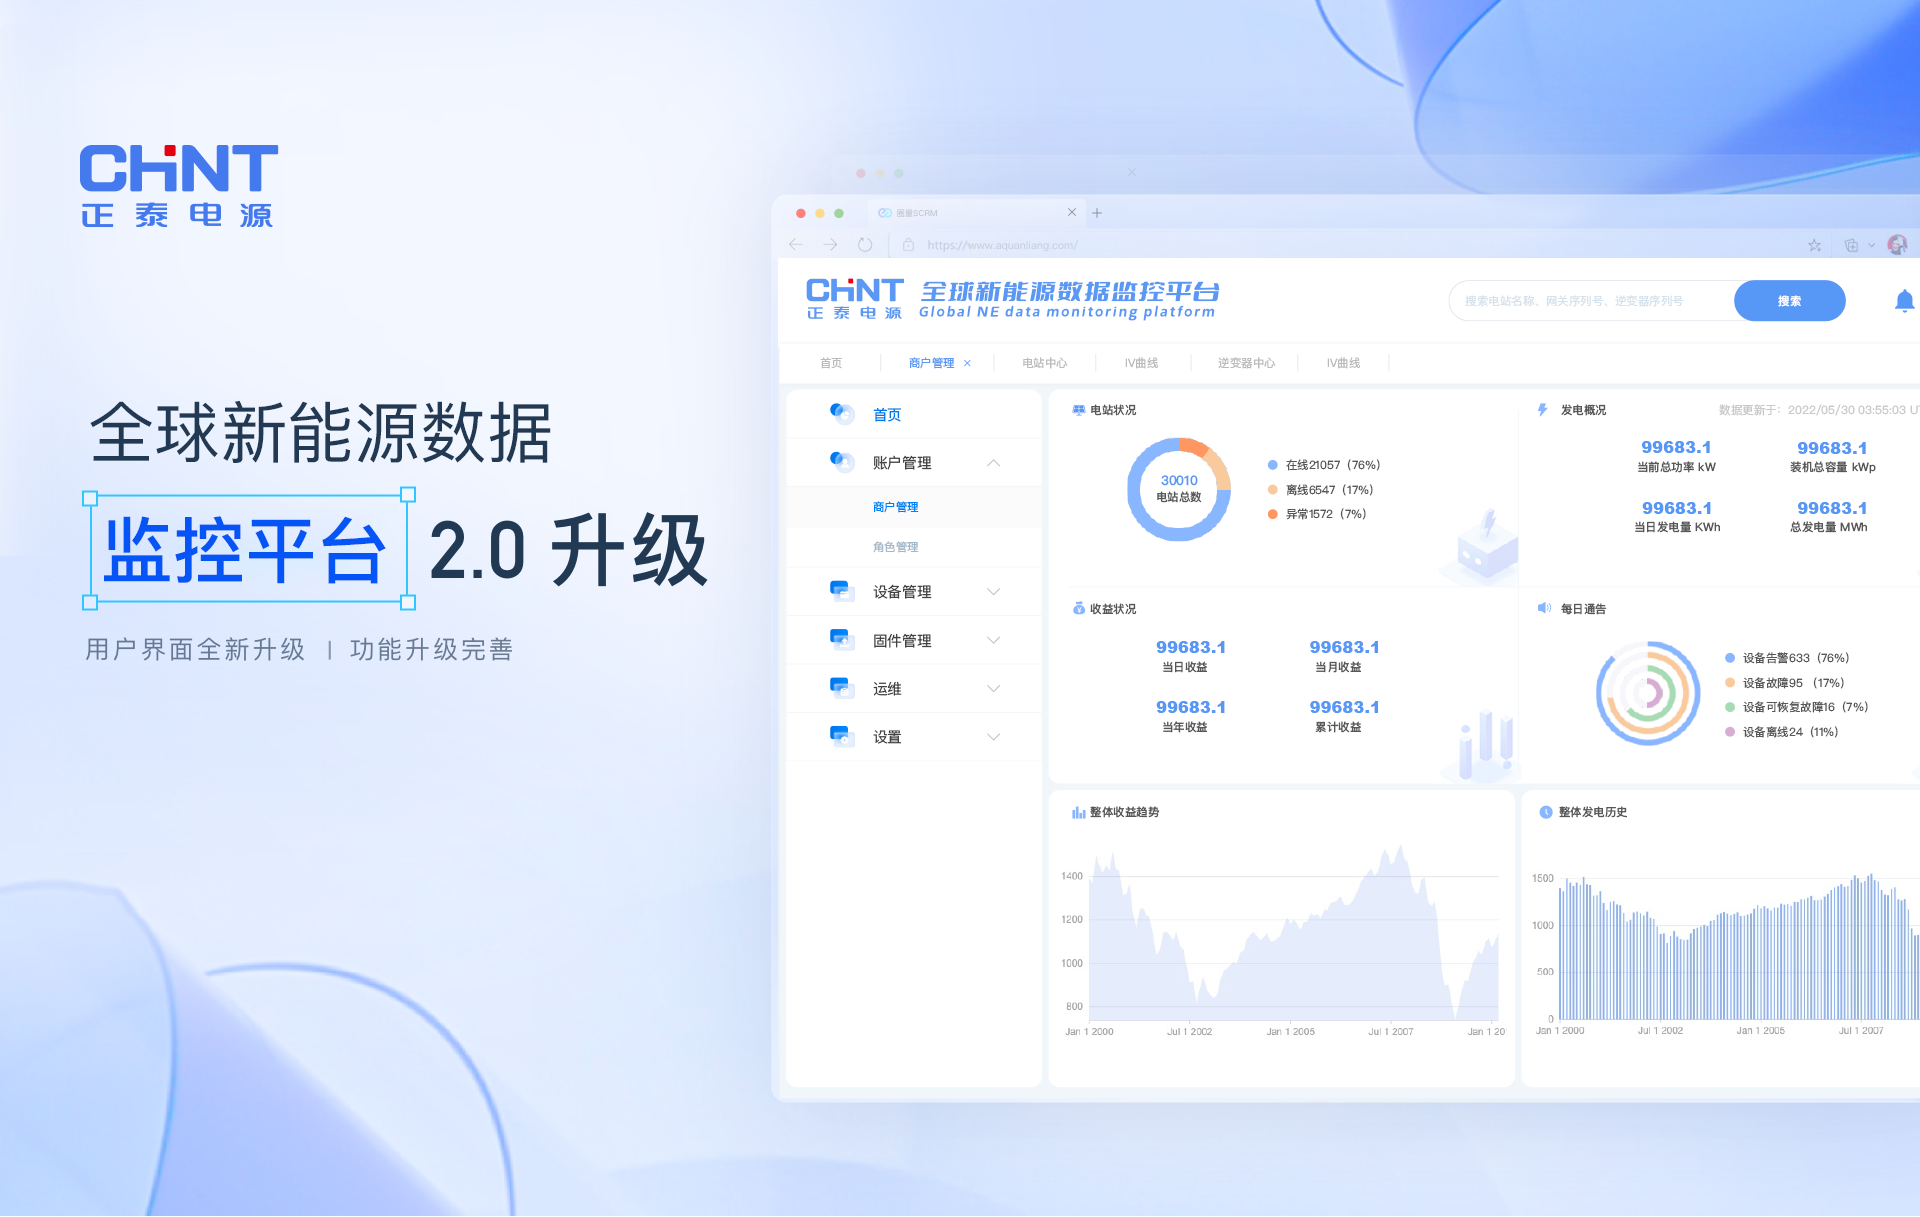 CHNT
正泰电源
全球新能源数据
监控平台 2.0 升级
用户界面全新升级 | 功能升级完善
圈量SCRM
https://www.aquanliang.com/
CHNT
正泰电源
全球新能源数据监控平台
Global NE data monitoring platform
搜索电站名称、网关序列号、逆变器序列号
搜索
首页
商户管理
电站中心
IV曲线
逆变器中心
IV曲线
首页
账户管理
商户管理
角色管理
设备管理
固件管理
运维
设置
电站状况
30010
电站总数
在线21057 (76%)
离线6547 (17%)
异常1572 (7%)
发电概况
数据更新于: 2022/05/30 03:55:03 U
99683.1
当前总功率 kW
99683.1
装机总容量 kWp
99683.1
当日发电量 KWh
99683.1
总发电量 MWh
收益状况
99683.1
当日收益
99683.1
当月收益
99683.1
当年收益
99683.1
累计收益
每日通告
设备告警633 (76%)
设备故障95 (17%)
设备可恢复故障16 (7%)
设备离线24 (11%)
整体收益趋势
1400
1200
1000
800
Jan 1 2000
Jul 1 2002
Jan 1 2005
Jul 1 2007
Jan 1 20
整体发电历史
1500
1000
500
0
Jan 1 2000
Jul 1 2002
Jan 1 2005
Jul 1 2007